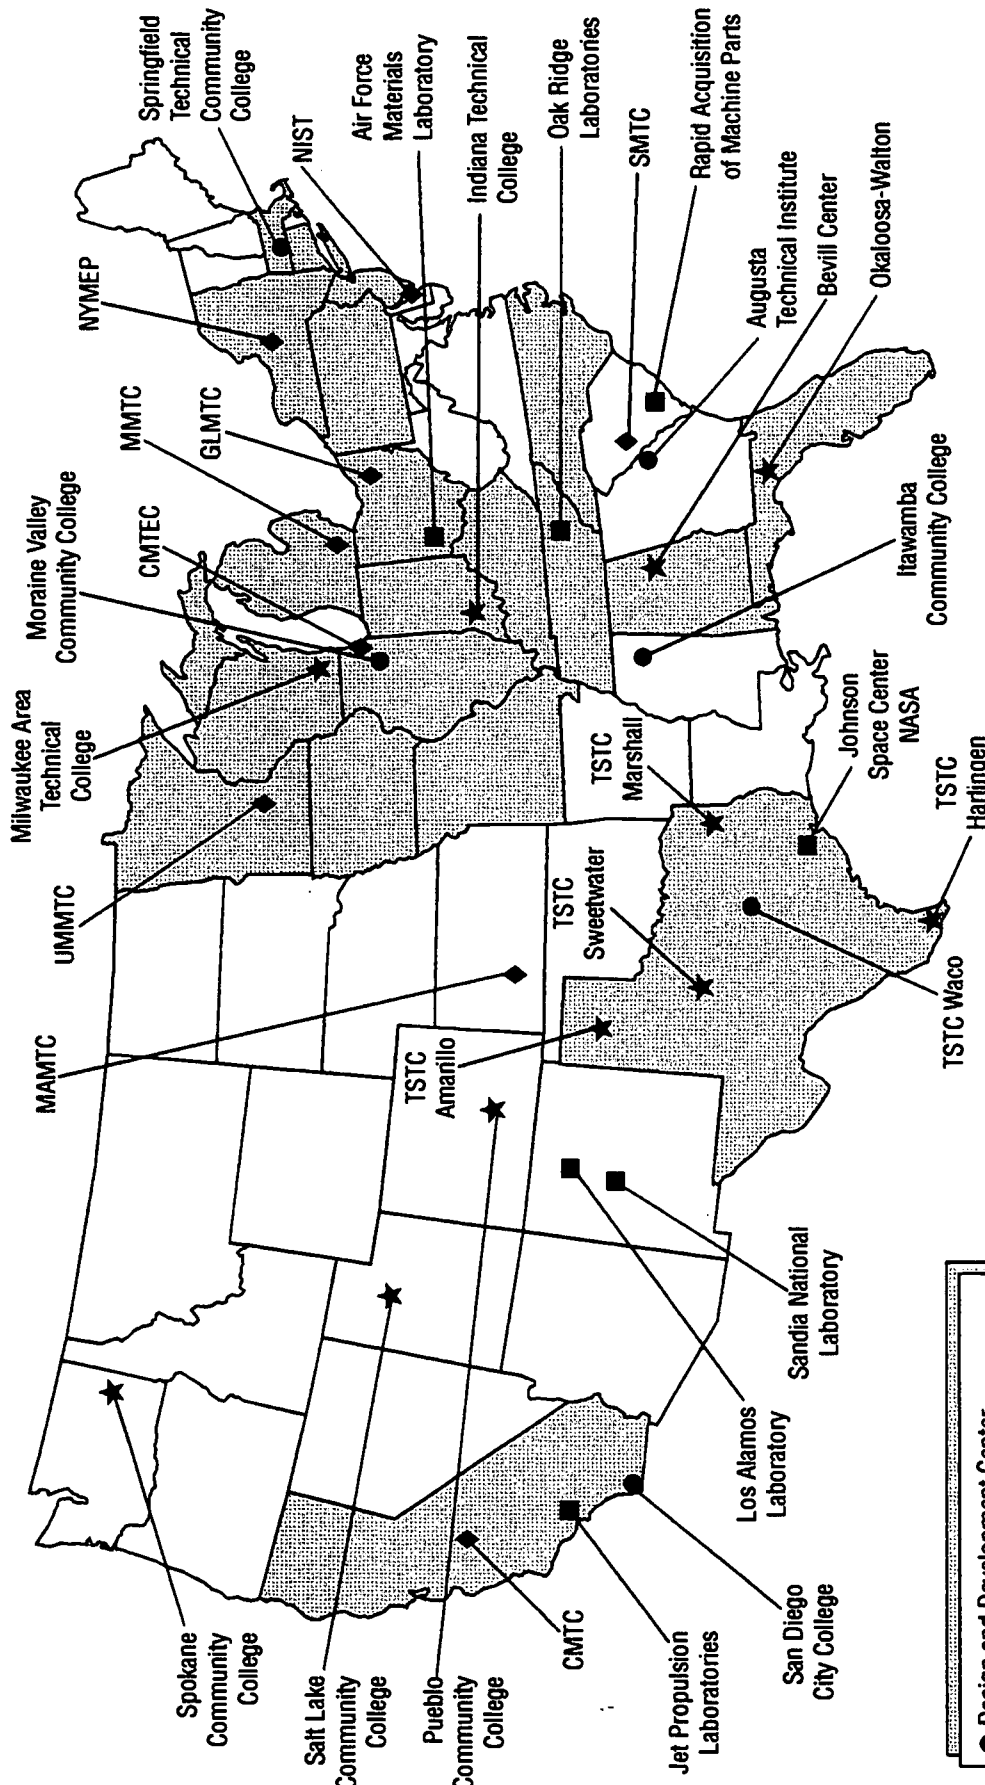 Springfield
Technical
Community
College
NYMEP
NIST
MMTC
GLMTC
Air Force
Materials
Laboratory
Moraine Valley
Community College
CMTEC
Indiana Technical
College
Milwaukee Area
Technical
College
Oak Ridge
Laboratories
UMMTC
SMTC
MAMTC
Rapid Acquisition
of Machine Parts
Augusta
Technical Institute
Bevill Center
Okaloosa-Walton
Itawamba
Community College
TSTC
Marshall
Johnson
Space Center
NASA
TSTC
Sweetwater
TSTC
Harlingen
TSTC
Amarillo
TSTC Waco
Sandia National
Laboratory
Los Alamos
Laboratory
Spokane
Community
College
Salt Lake
Community
College
Pueblo
Community
College
CMTC
Jet Propulsion
Laboratories
San Diego
City College
Design and Development Center